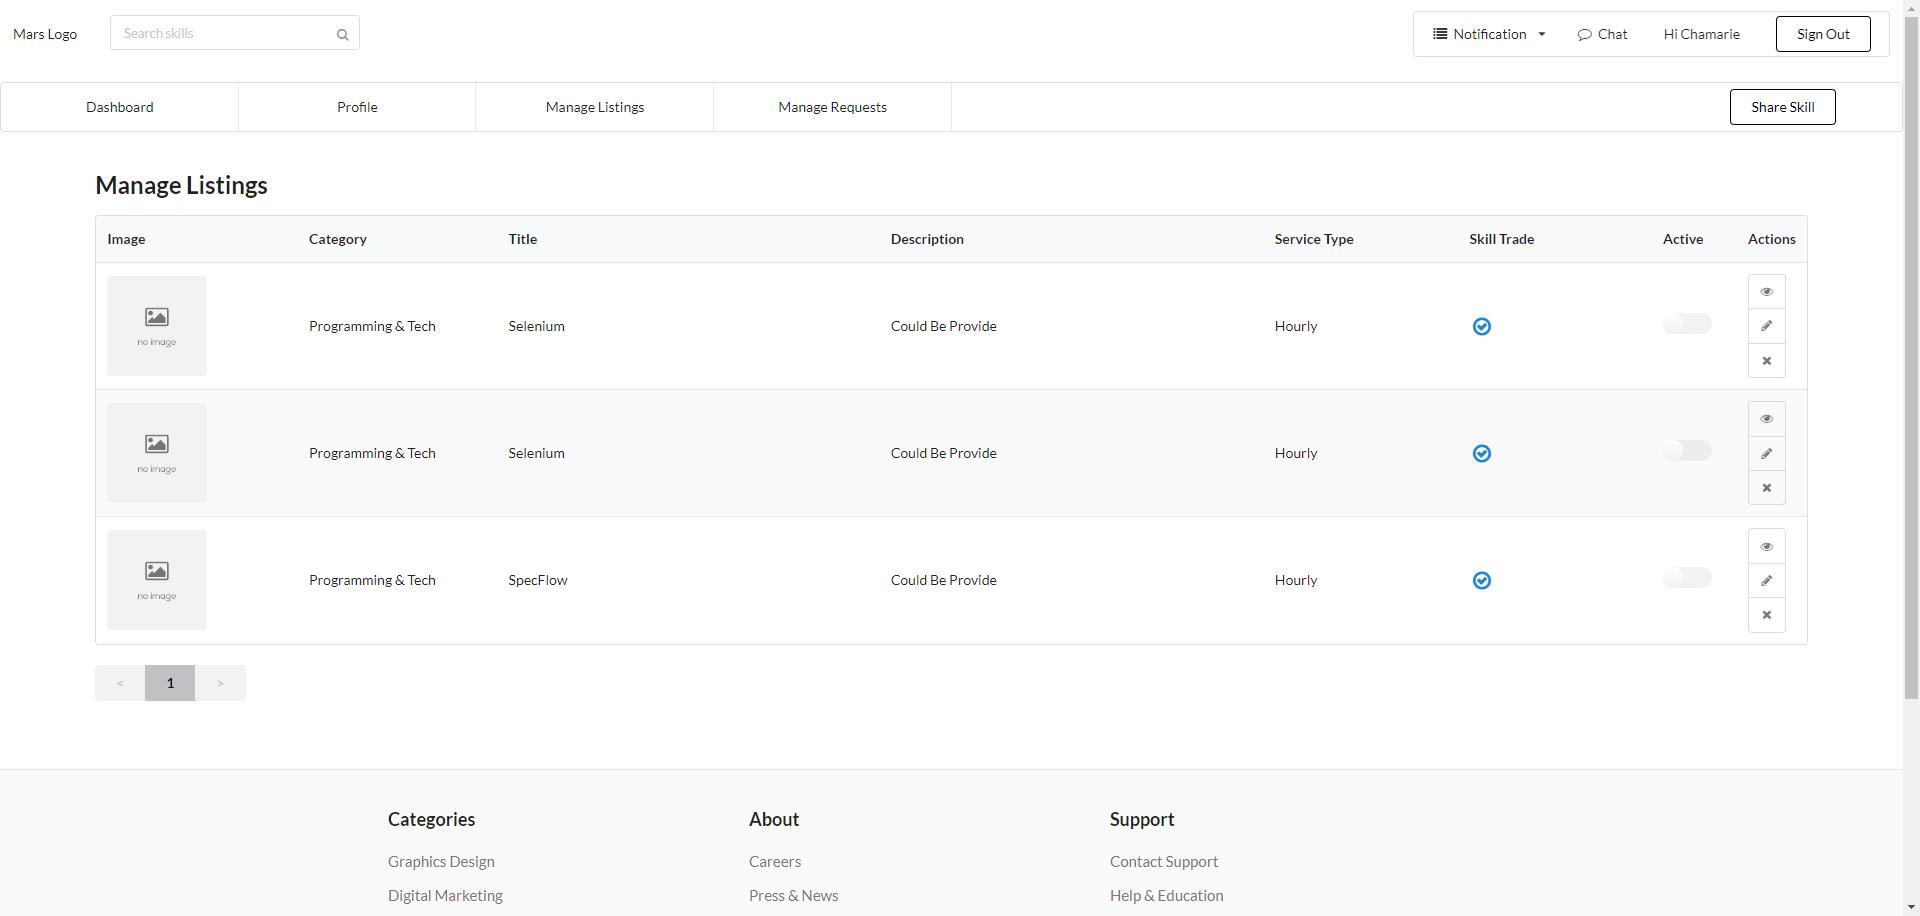 Mars Logo
Search skills
Notification
Chat
Hi Chamarie
Sign Out
Dashboard
Profile
Manage Listings
Manage Requests
Share Skill
Manage Listings
Image Category Title Description Service Type Skill Trade Active Actions
no image
Programming & Tech Selenium Could Be Provide Hourly
no image
Programming & Tech Selenium Could Be Provide Hourly
no image
Programming & Tech SpecFlow Could Be Provide Hourly
< 1 >
Categories
Graphics Design
Digital Marketing
About
Careers
Press & News
Support
Contact Support
Help & Education